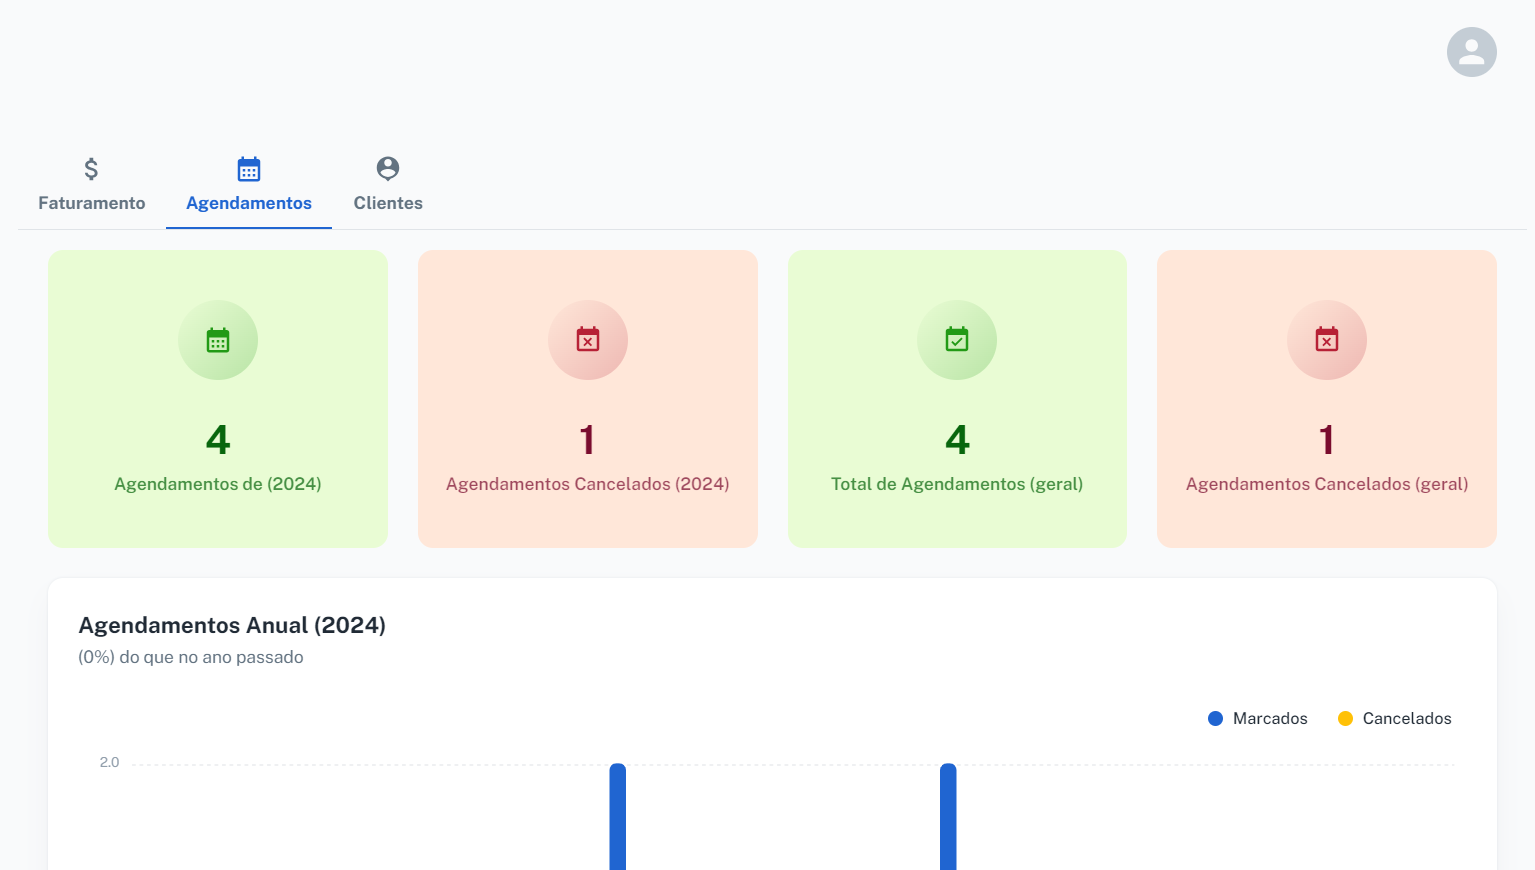 Faturamento
Agendamentos
Clientes
4
Agendamentos de (2024)
1
Agendamentos Cancelados (2024)
4
Total de Agendamentos (geral)
1
Agendamentos Cancelados (geral)
Agendamentos Anual (2024)
(0%) do que no ano passado
Marcados
Cancelados
2.0